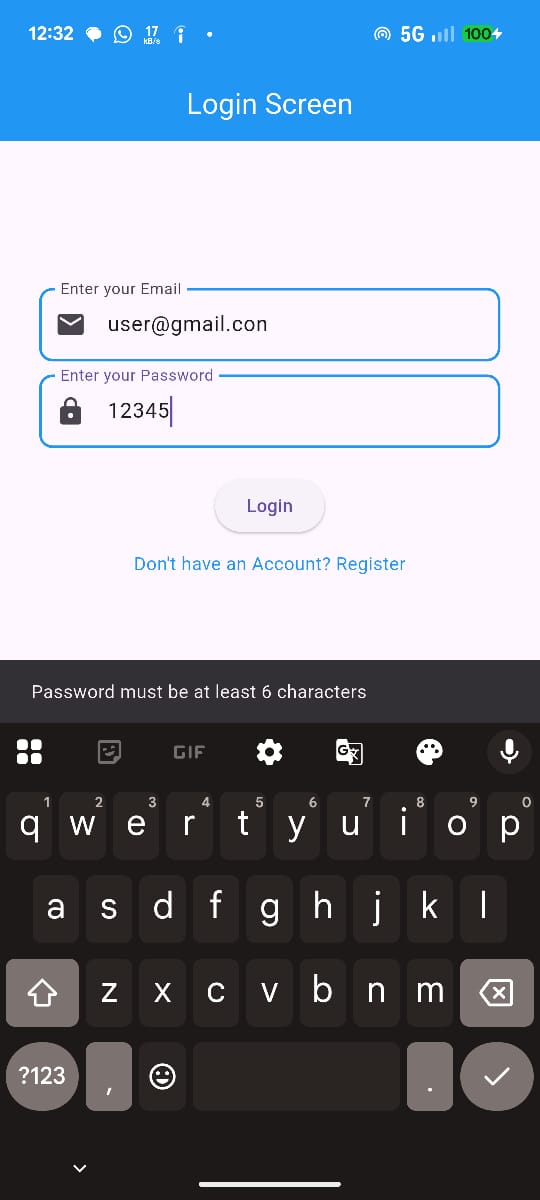 12:32 17 kB/s 5G 100
Login Screen
Enter your Email
user@gmail.con
Enter your Password
12345
Login
Don't have an Account? Register
Password must be at least 6 characters
GIF G
1 2 3 4 5 6 7 8 9 0
q w e r t y u i o p
a s d f g h j k l
z x c v b n m
?123 , .